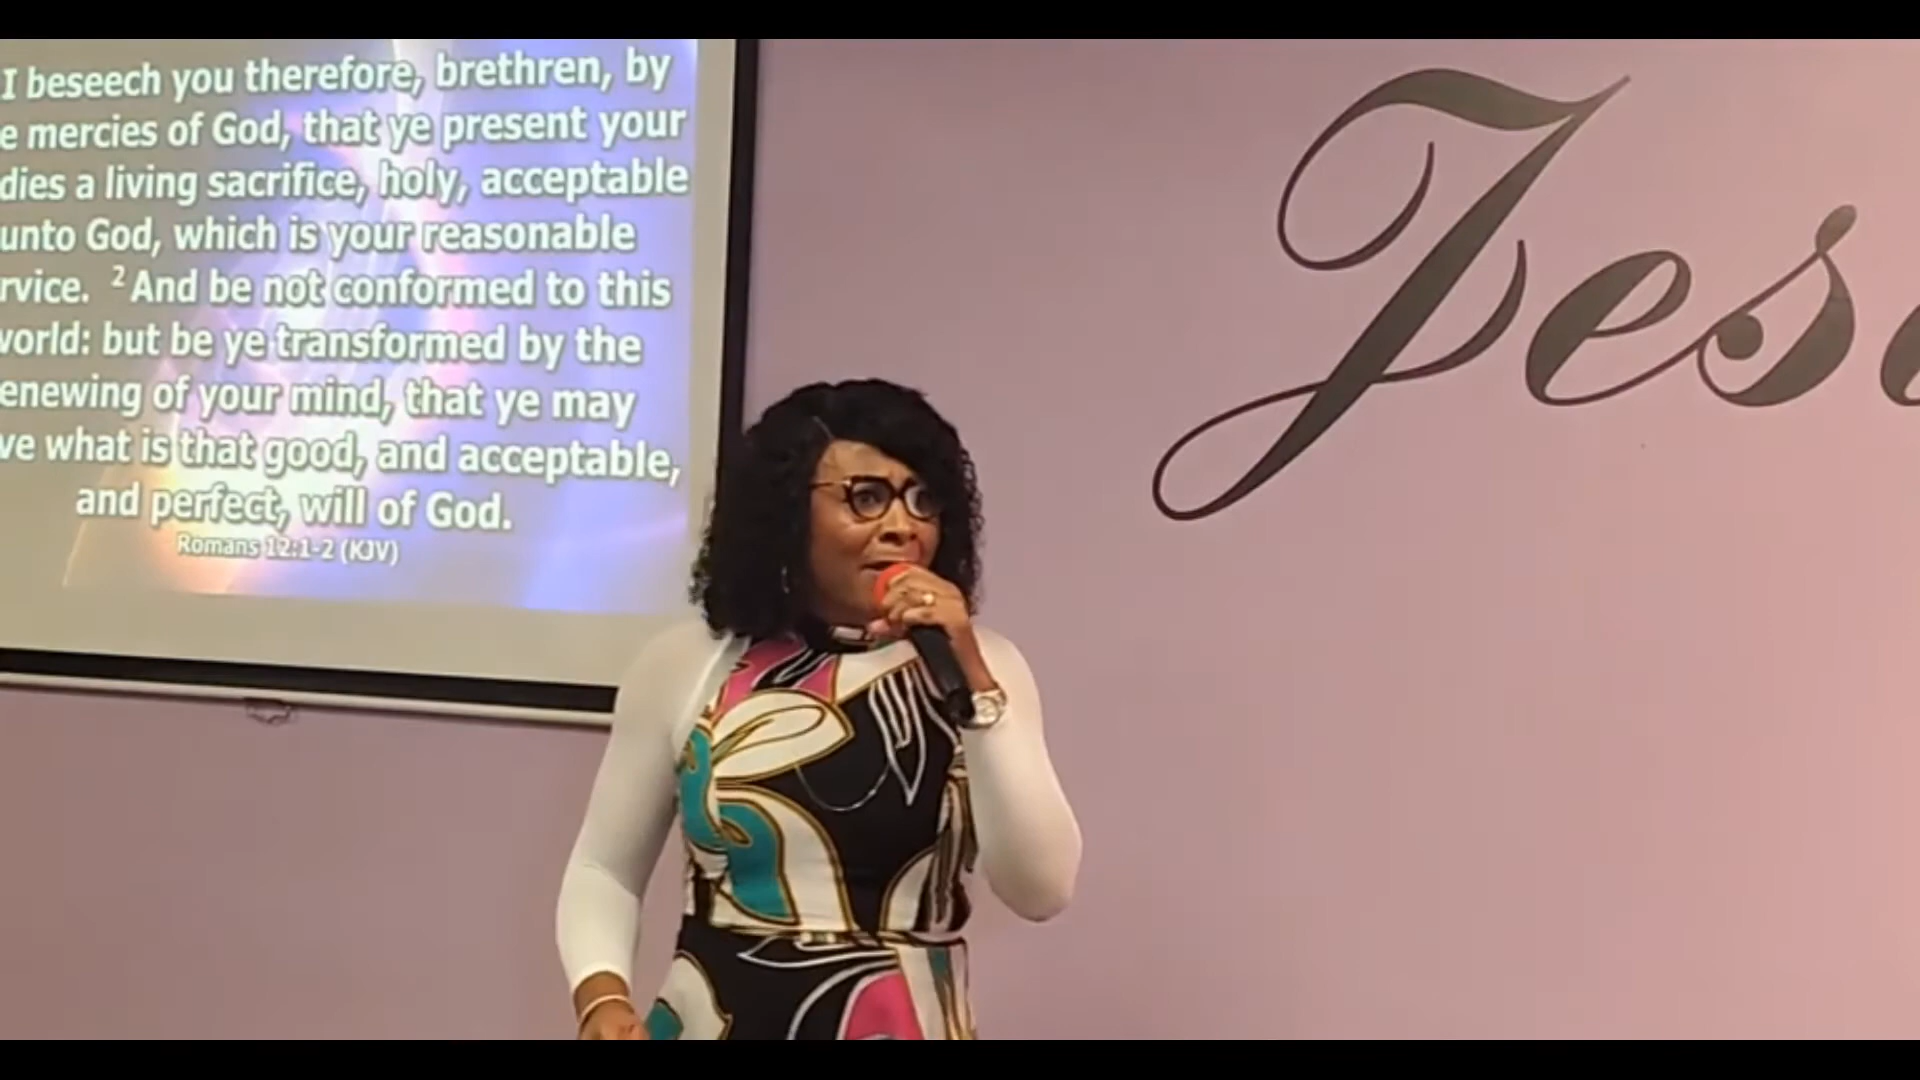 I beseech you therefore, brethren, by
e mercies of God, that ye present your
dies a living sacrifice, holy, acceptable
unto God, which is your reasonable
rvice. 2 And be not conformed to this
world: but be ye transformed by the
enewing of your mind, that ye may
ve what is that good, and acceptable,
and perfect, will of God.
Romans 12:1-2 (KJV)
Jesu